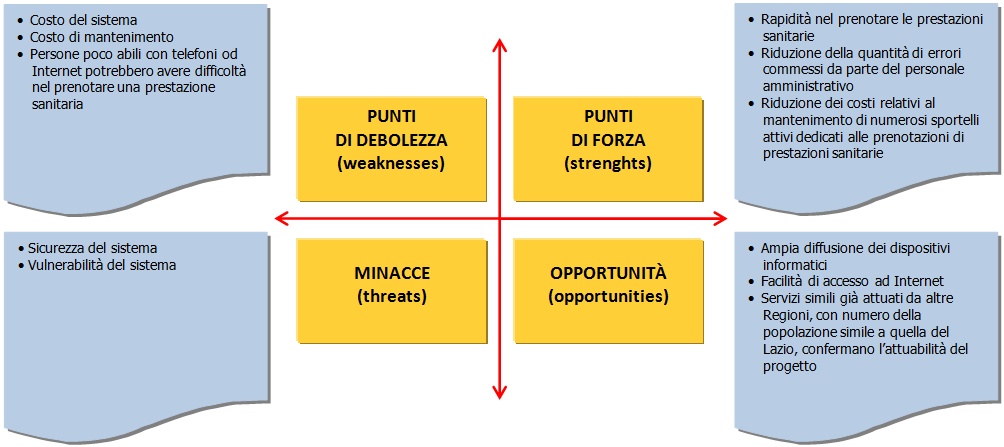 • Costo del sistema
• Costo di mantenimento
• Persone poco abili con telefoni od
Internet potrebbero avere difficoltà
nel prenotare una prestazione
sanitaria
PUNTI
DI DEBOLEZZA
(weaknesses)
PUNTI
DI FORZA
(strenghts)
• Rapidità nel prenotare le prestazioni
sanitarie
• Riduzione della quantità di errori
commessi da parte del personale
amministrativo
• Riduzione dei costi relativi al
mantenimento di numerosi sportelli
attivi dedicati alle prenotazioni di
prestazioni sanitarie
• Sicurezza del sistema
• Vulnerabilità del sistema
MINACCE
(threats)
OPPORTUNITÀ
(opportunities)
• Ampia diffusione dei dispositivi
informatici
• Facilità di accesso ad Internet
• Servizi simili già attuati da altre
Regioni, con numero della
popolazione simile a quella del
Lazio, confermano l'attuabilità del
progetto